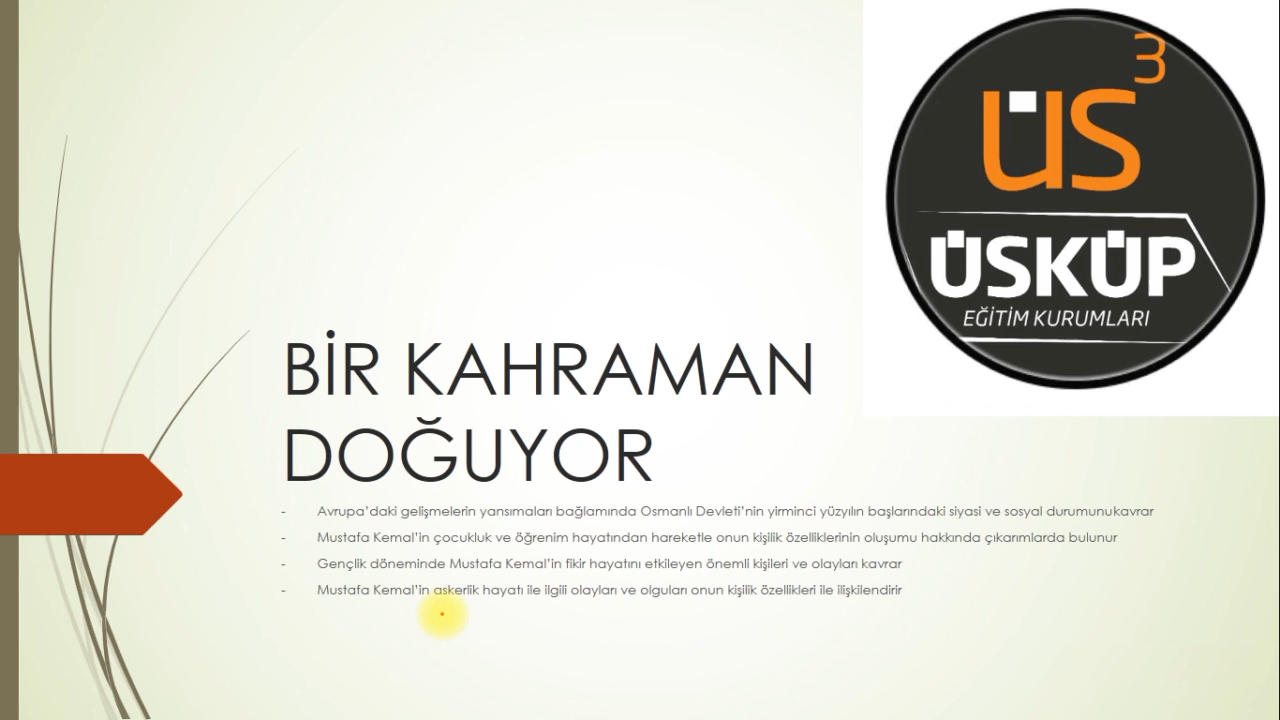 üs3
ÜSKÜP
EĞİTİM KURUMLARI
BİR KAHRAMAN
DOĞUYOR
- Avrupa'daki gelişmelerin yansımaları bağlamında Osmanlı Devleti'nin yirminci yüzyılın başlarındaki siyasi ve sosyal durumunukavrar
- Mustafa Kemal'in çocukluk ve öğrenim hayatından hareketle onun kişilik özelliklerinin oluşumu hakkında çıkarımlarda bulunur
- Gençlik döneminde Mustafa Kemal'in fikir hayatını etkileyen önemli kişileri ve olayları kavrar
- Mustafa Kemal'in askerlik hayatı ile ilgili olayları ve olguları onun kişilik özellikleri ile ilişkilendirir